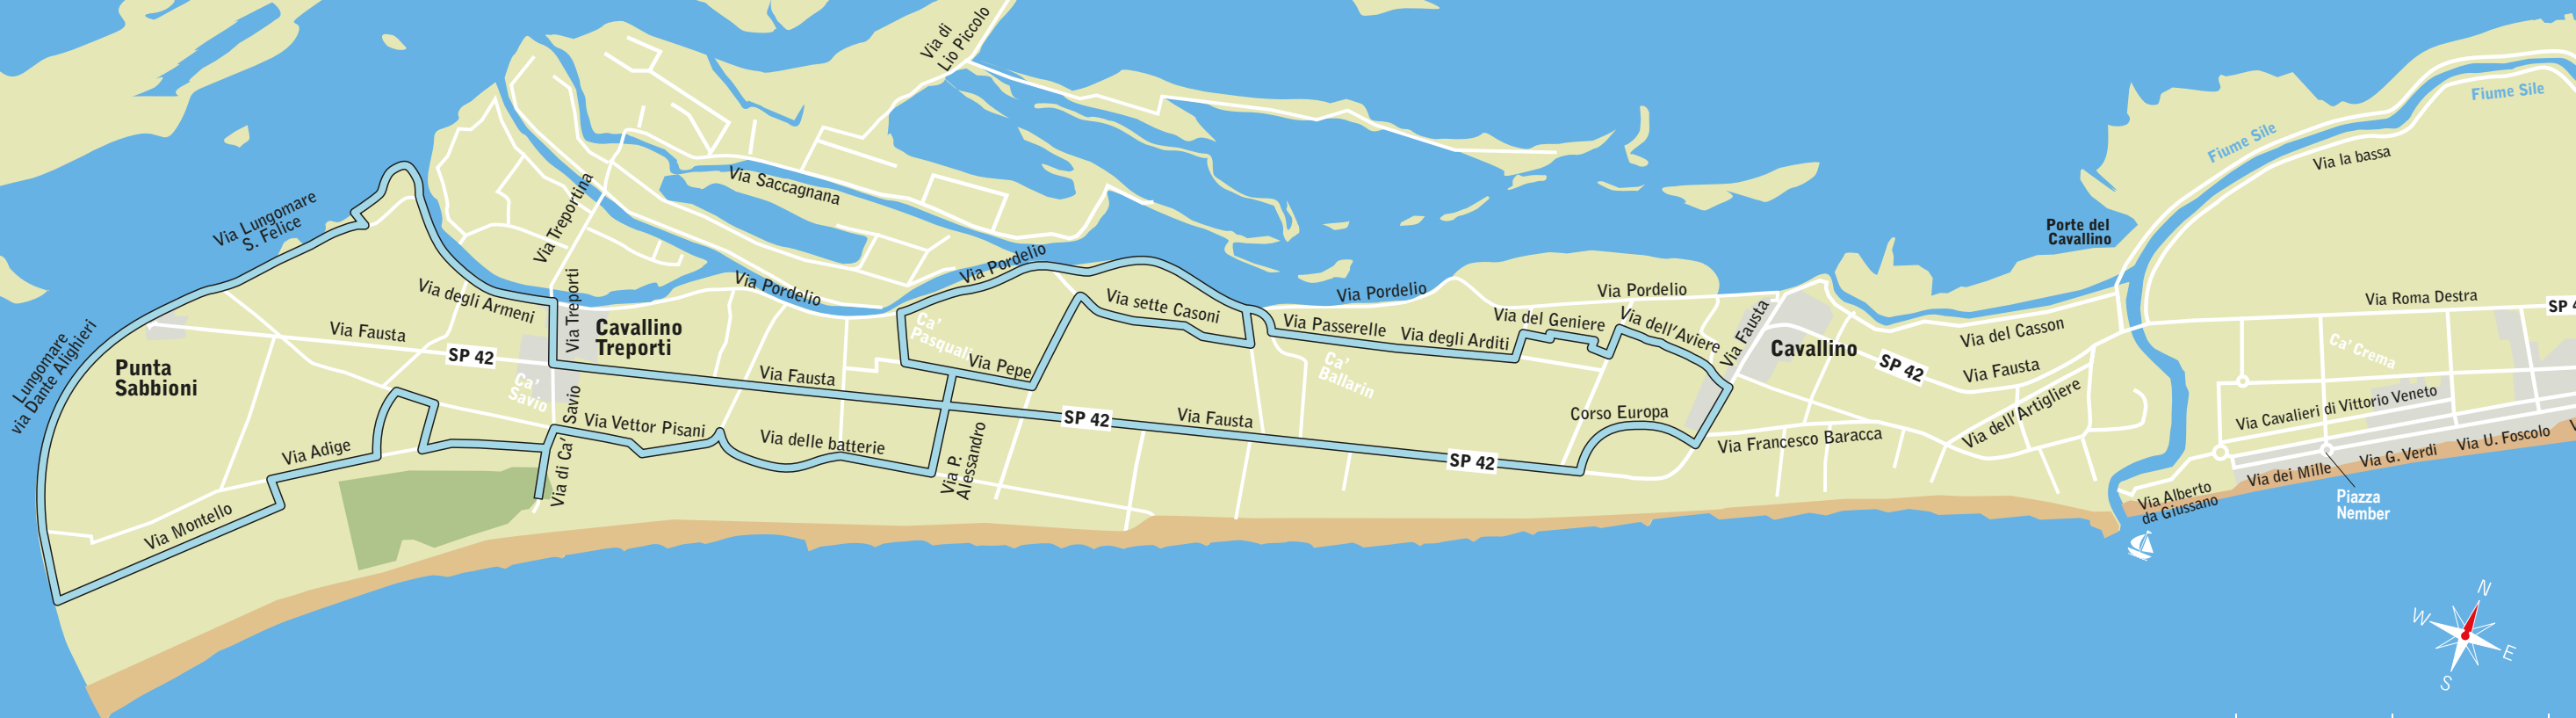 Via di
Lio Piccolo
Fiume Sile
Fiume Sile
Via la bassa
Via Saccagnana
Via Treportina
Via Lungomare
S. Felice
Porte del
Cavallino
Via Pordelio
Via Pordelio
Via Pordelio
Via Pordelio
Via degli Armeni
Via Treporti
Cavallino
Treporti
Via Fausta
SP 42
Lungomare
via Dante Alighieri
Punta
Sabbioni
Ca'
Savio
Ca'
Pasquali
Via Pepe
Via sette Casoni
Via Passerelle
Via degli Arditi
Via del Geniere
Via dell'Aviere
Via Fausta
Cavallino
Ca'
Ballarin
SP 42
Via del Casson
Via Fausta
Via dell'Artigliere
Via Roma Destra
SP 4
Ca' Crema
Via Fausta
SP 42
Via Fausta
SP 42
Corso Europa
Via Francesco Baracca
Via Vettor Pisani
Via delle batterie
Via P.
Alessandro
Via di Ca' Savio
Via Adige
Via Montello
Via Cavalieri di Vittorio Veneto
Via U. Foscolo
V
Via G. Verdi
Via dei Mille
Via Alberto
da Giussano
Piazza
Nember
N
W
E
S